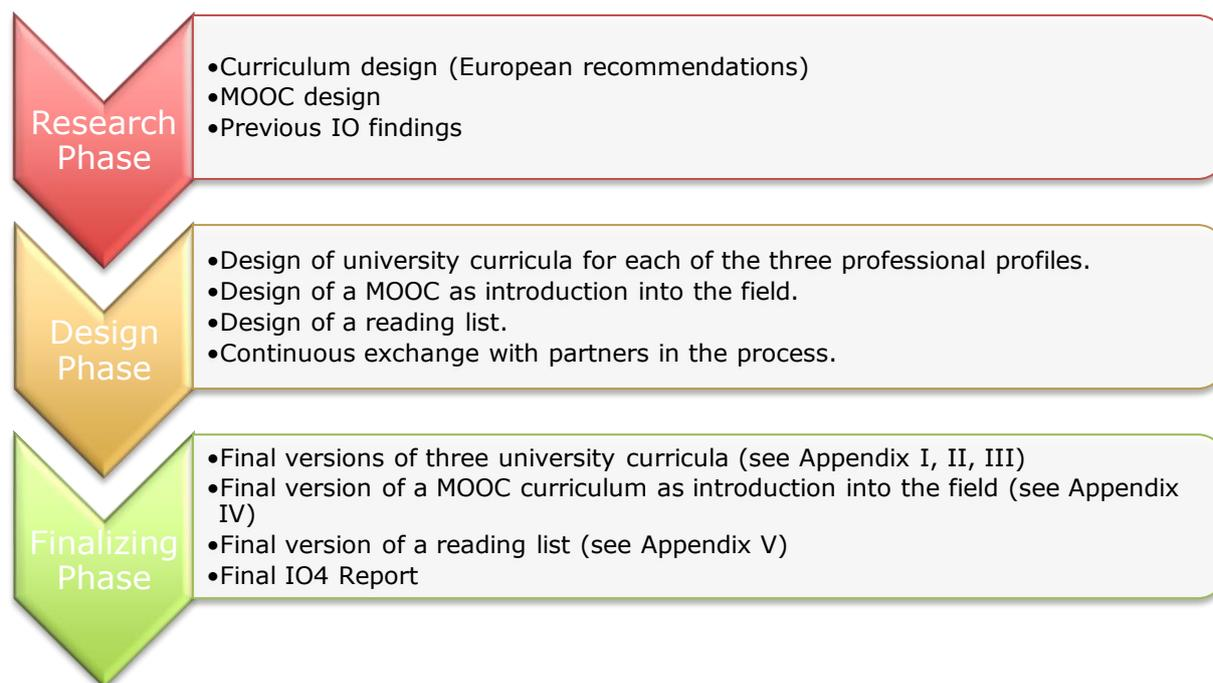 Research
Phase
•Curriculum design (European recommendations)
•MOOC design
•Previous IO findings
Design
Phase
•Design of university curricula for each of the three professional profiles.
•Design of a MOOC as introduction into the field.
•Design of a reading list.
•Continuous exchange with partners in the process.
Finalizing
Phase
•Final versions of three university curricula (see Appendix I, II, III)
•Final version of a MOOC curriculum as introduction into the field (see Appendix
IV)
•Final version of a reading list (see Appendix V)
•Final IO4 Report